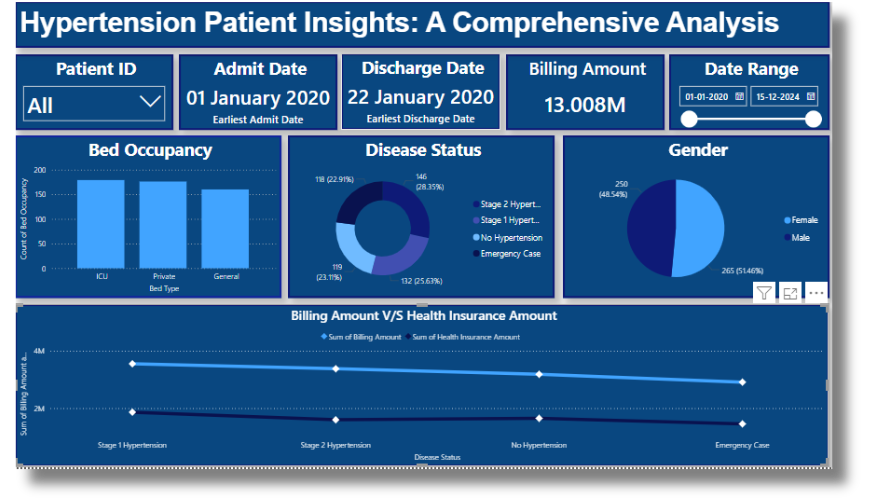 Hypertension Patient Insights: A Comprehensive Analysis
Patient ID
All
Admit Date
01 January 2020
Earliest Admit Date
Discharge Date
22 January 2020
Earliest Discharge Date
Billing Amount
13.008M
Date Range
01-01-2020
15-12-2024
Bed Occupancy
Count of Bed Occupancy
200
150
100
50
0
ICU
Private
General
Bed Type
Disease Status
118 (22.91%)
146
(28.35%)
119
(23.11%)
132 (25.63%)
Stage 2 Hypert...
Stage 1 Hypert...
No Hypertension
Emergency Case
Gender
250
(48.54%)
265 (51.46%)
Female
Male
Billing Amount V/S Health Insurance Amount
Sum of Billing Amount
Sum of Health Insurance Amount
Sum of Billing Amount a...
4M
2M
Stage 1 Hypertension
Stage 2 Hypertension
No Hypertension
Emergency Case
Disease Status